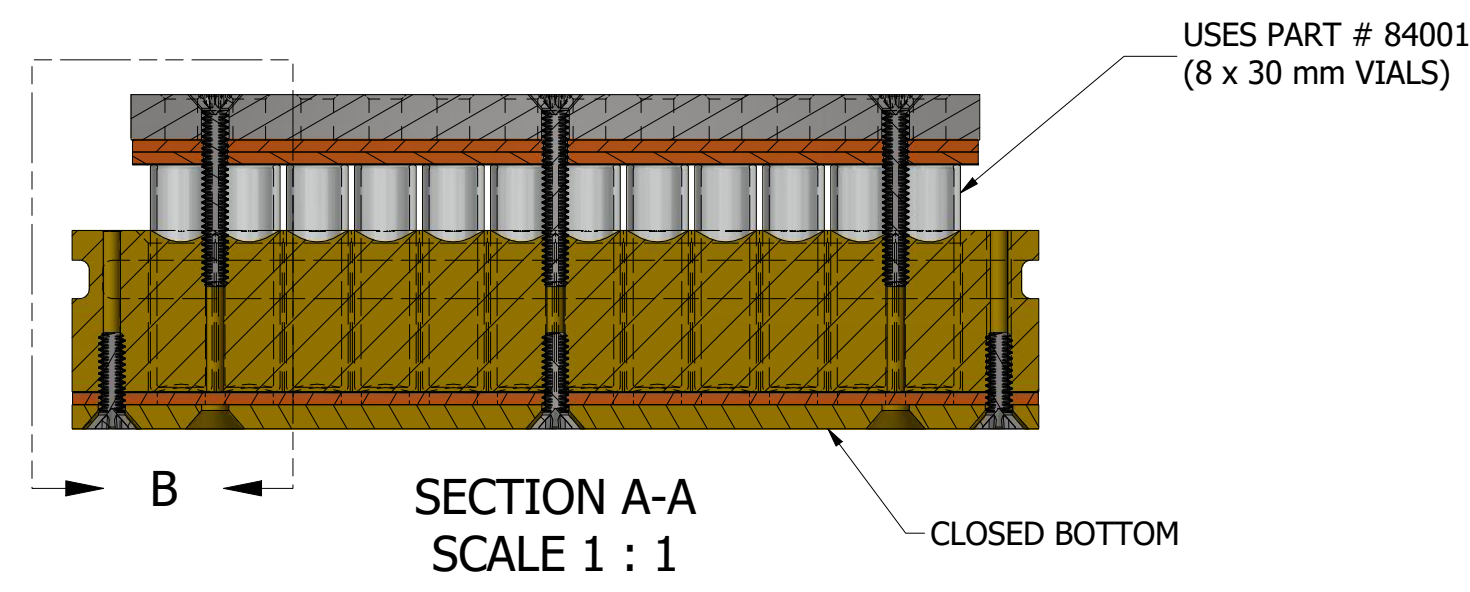 USES PART # 84001
(8 x 30 mm VIALS)
B
SECTION A-A
SCALE 1 : 1
CLOSED BOTTOM